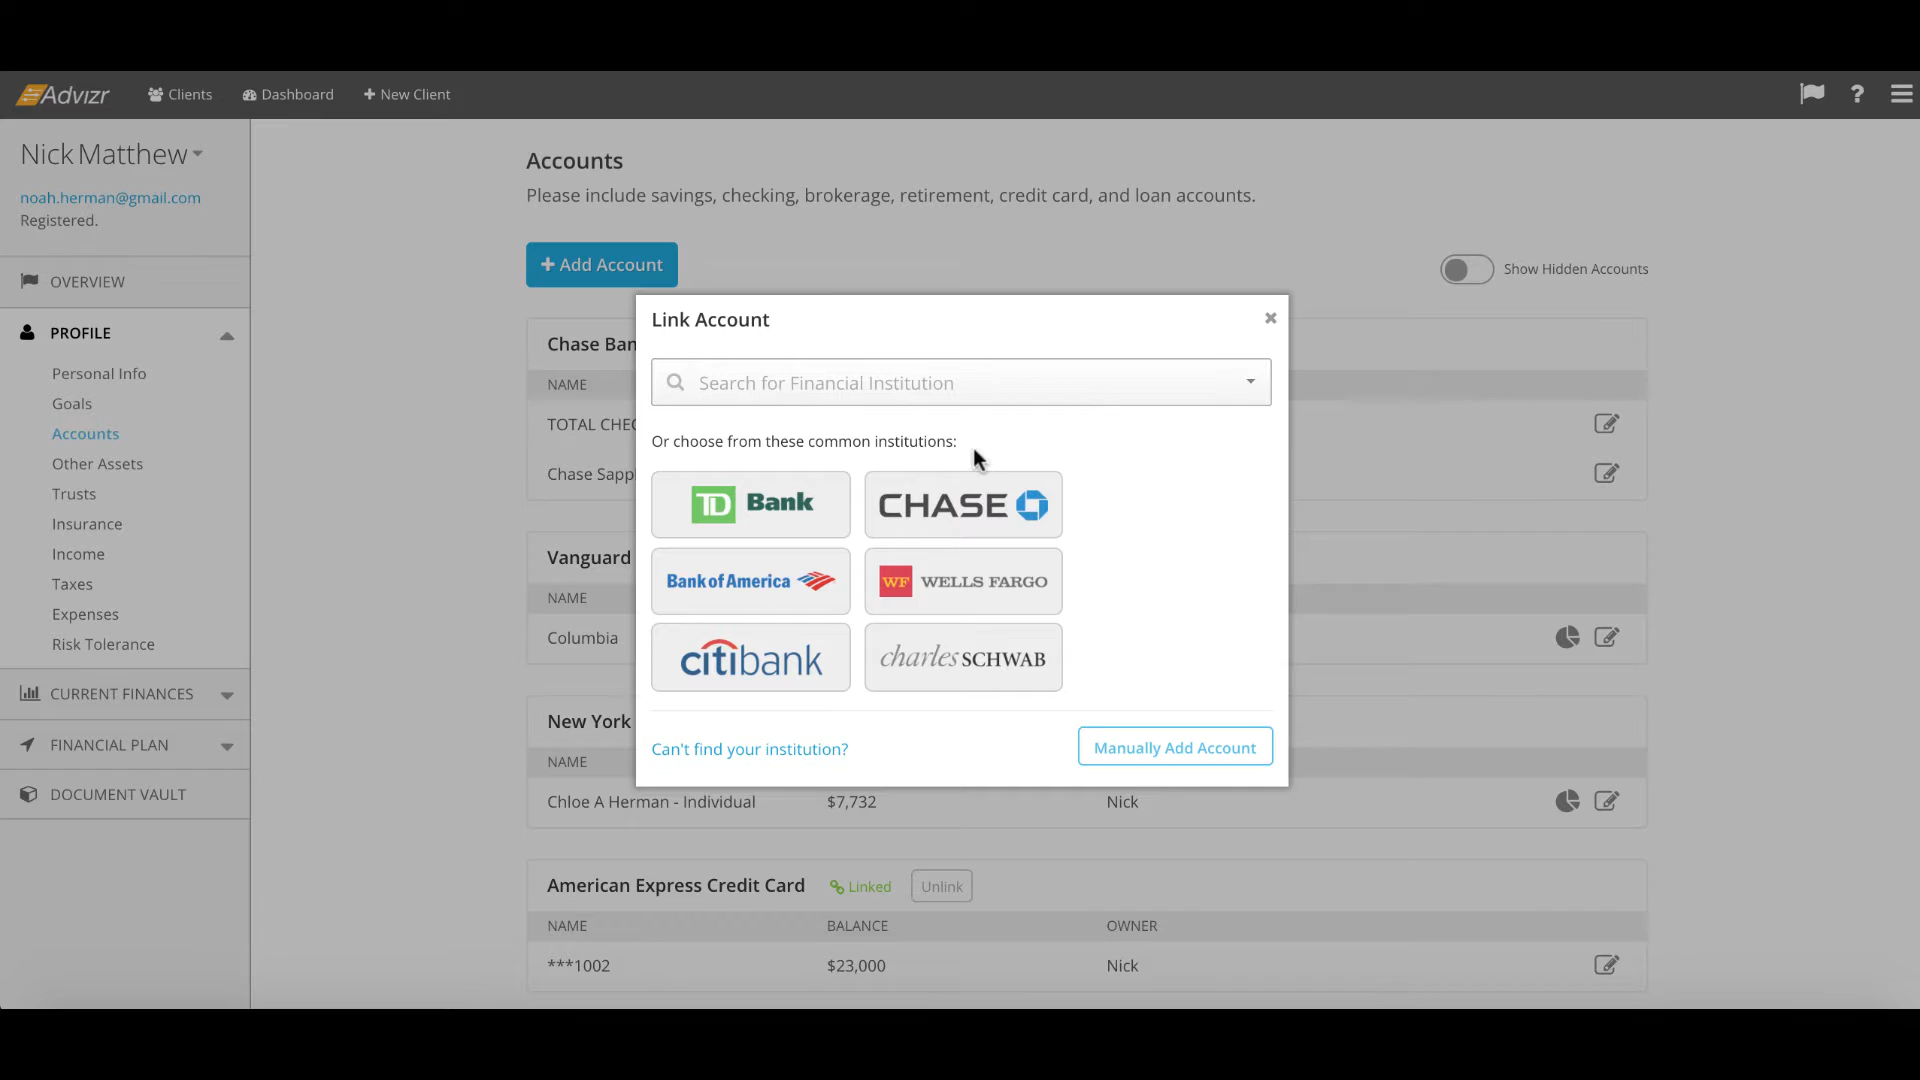 Advizr Clients Dashboard + New Client ?
Nick Matthew
noah.herman@gmail.com
Registered.
OVERVIEW
PROFILE
Personal Info
Goals
Accounts
Other Assets
Trusts
Insurance
Income
Taxes
Expenses
Risk Tolerance
CURRENT FINANCES
FINANCIAL PLAN
DOCUMENT VAULT
Accounts
Please include savings, checking, brokerage, retirement, credit card, and loan accounts.
+ Add Account
Show Hidden Accounts
Chase
NAME
TOTAL
Chase
Vanguard
NAME
Columbia
New York
NAME
Chloe A Herman - Individual $7,732 Nick
American Express Credit Card Linked Unlink
NAME BALANCE OWNER
***1002 $23,000 Nick
Link Account
Search for Financial Institution
Or choose from these common institutions:
TD Bank CHASE
Bank of America WF WELLS FARGO
citibank charles SCHWAB
Can't find your institution? Manually Add Account